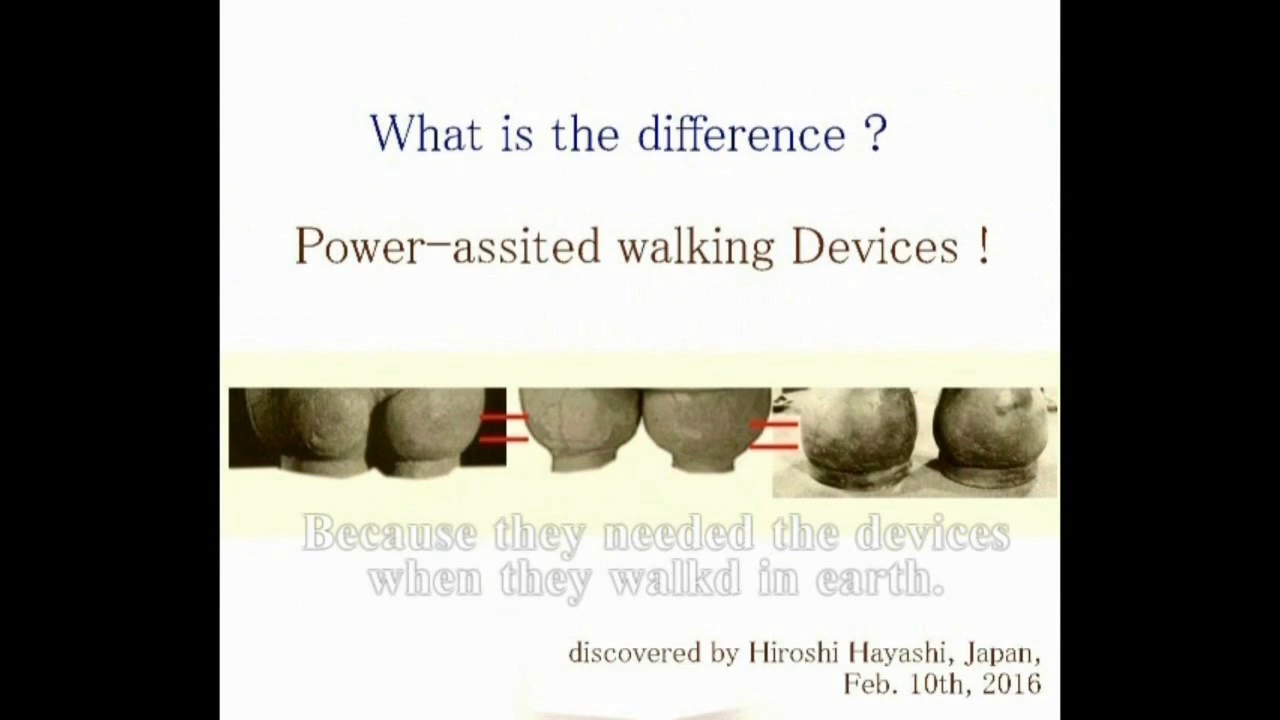 What is the difference ?
Power-assited walking Devices !
Because they needed the devices
when they walkd in earth.
discovered by Hiroshi Hayashi, Japan,
Feb. 10th, 2016